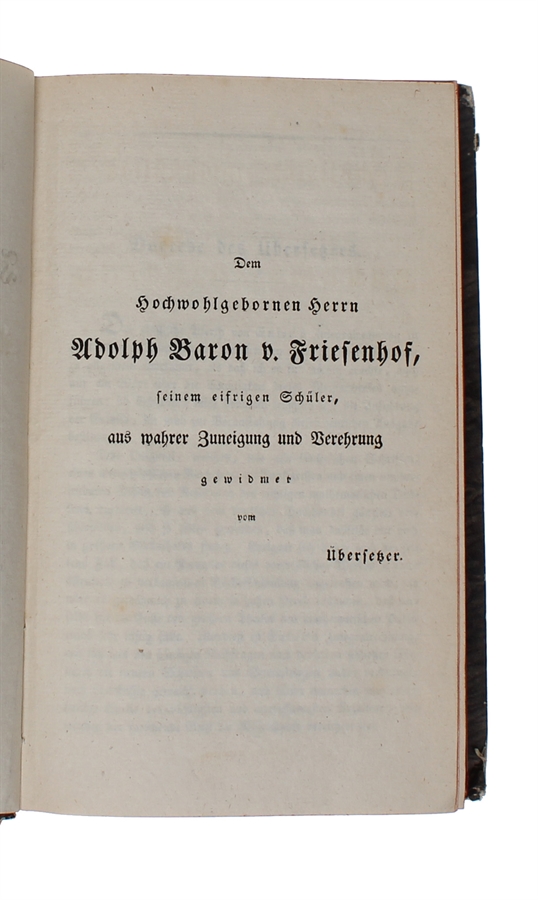 Dem
Hochwohlgebornen Herrn
Adolph Baron v. Friesenhof,
seinem eifrigen Schüler,
aus wahrer Zuneigung und Verehrung
gewidmet
vom
Übersetzer.